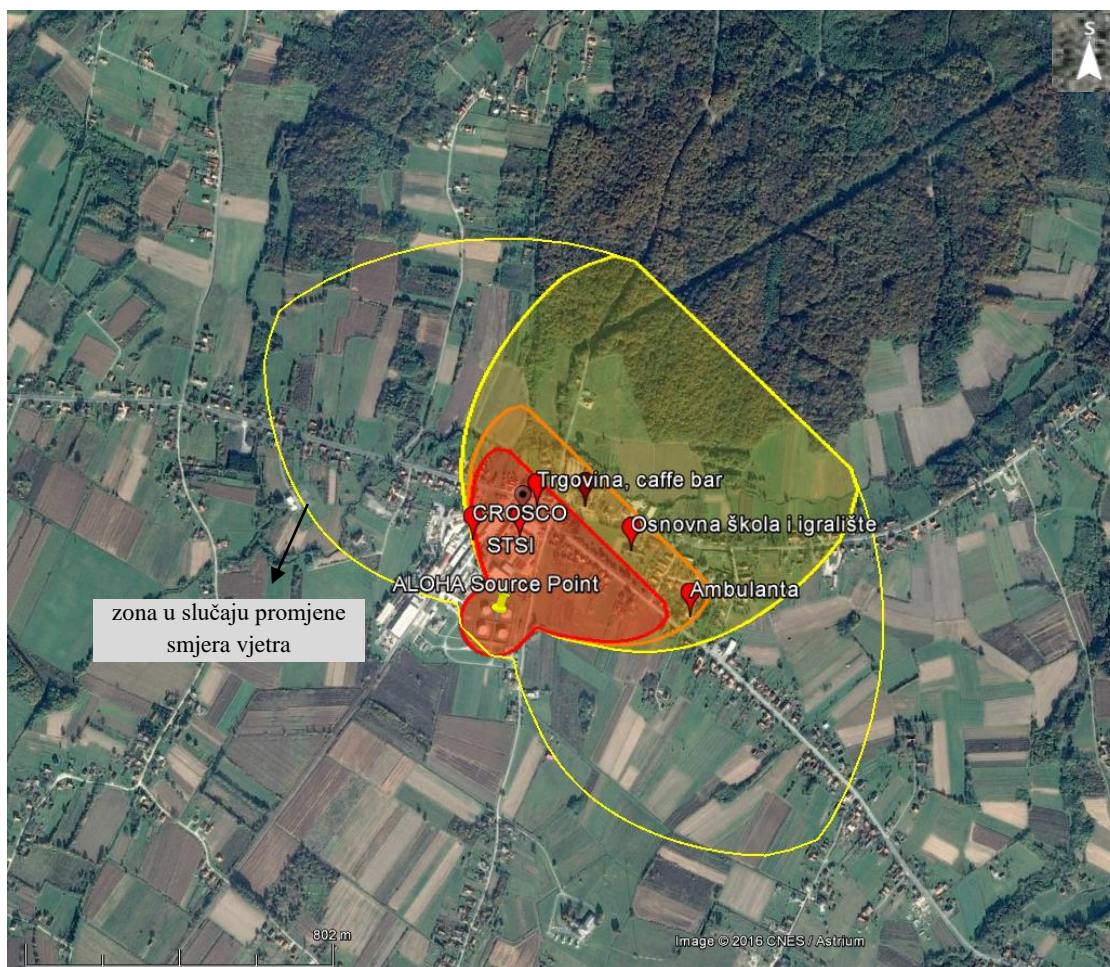 S
Trgovina, caffe bar
CROSCO
Osnovna škola i igralište
STSI
ALOHA Source Point
Ambulanta
zona u slučaju promjene
smjera vjetra
802 m
Image © 2016 CNES / Astrium